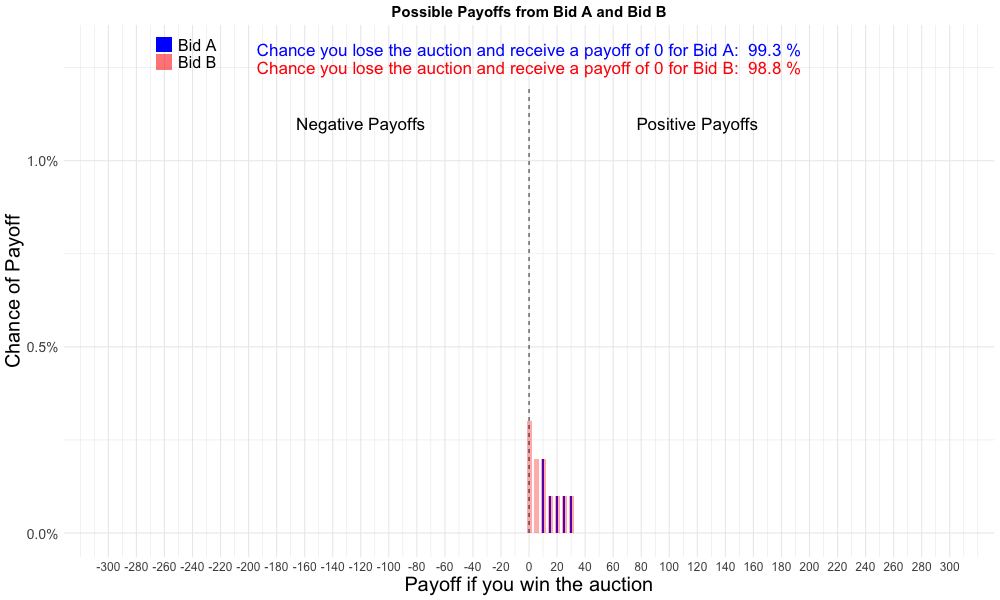 Possible Payoffs from Bid A and Bid B
Bid A
Bid B
Chance you lose the auction and receive a payoff of 0 for Bid A:  99.3 %
Chance you lose the auction and receive a payoff of 0 for Bid B:  98.8 %
Negative Payoffs
Positive Payoffs
Chance of Payoff
1.0%
0.5%
0.0%
-300 -280 -260 -240 -220 -200 -180 -160 -140 -120 -100 -80 -60 -40 -20 0 20 40 60 80 100 120 140 160 180 200 220 240 260 280 300
Payoff if you win the auction